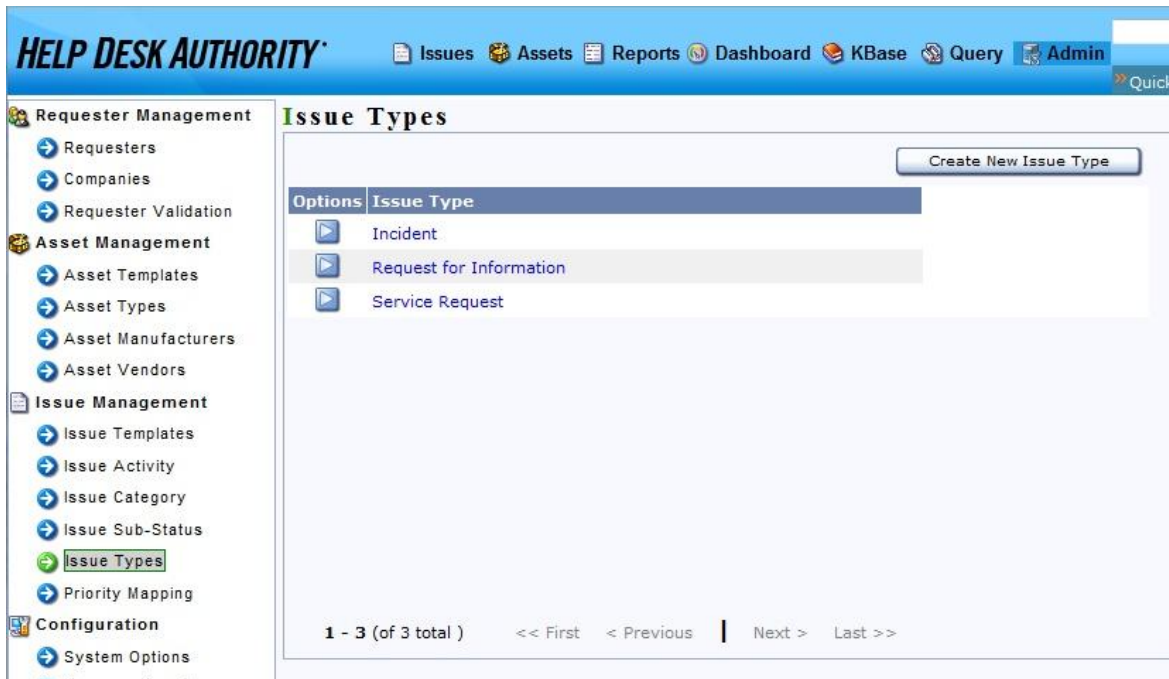 HELP DESK AUTHORITY
Issues Assets Reports Dashboard KBase Query Admin
Quick
Requester Management
Requesters
Companies
Requester Validation
Asset Management
Asset Templates
Asset Types
Asset Manufacturers
Asset Vendors
Issue Management
Issue Templates
Issue Activity
Issue Category
Issue Sub-Status
Issue Types
Priority Mapping
Configuration
System Options
Issue Types
Create New Issue Type
Options Issue Type
Incident
Request for Information
Service Request
1 - 3 (of 3 total ) << First < Previous | Next > Last >>